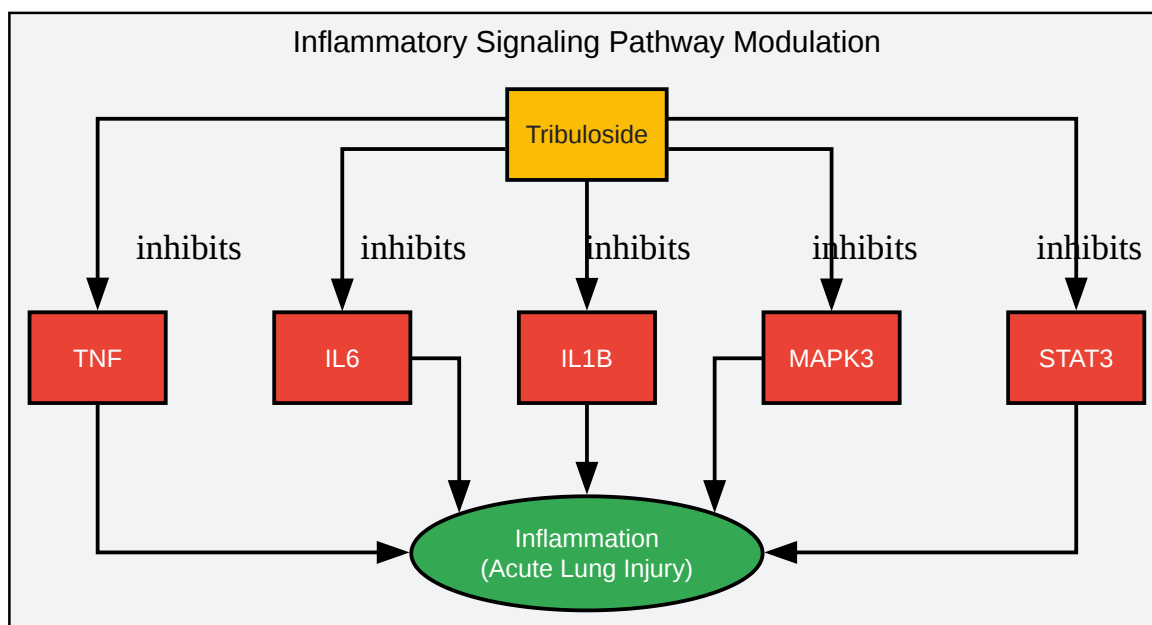 Inflammatory Signaling Pathway Modulation
Tribuloside
inhibits
inhibits
inhibits
inhibits
inhibits
TNF
IL6
IL1B
MAPK3
STAT3
Inflammation
(Acute Lung Injury)